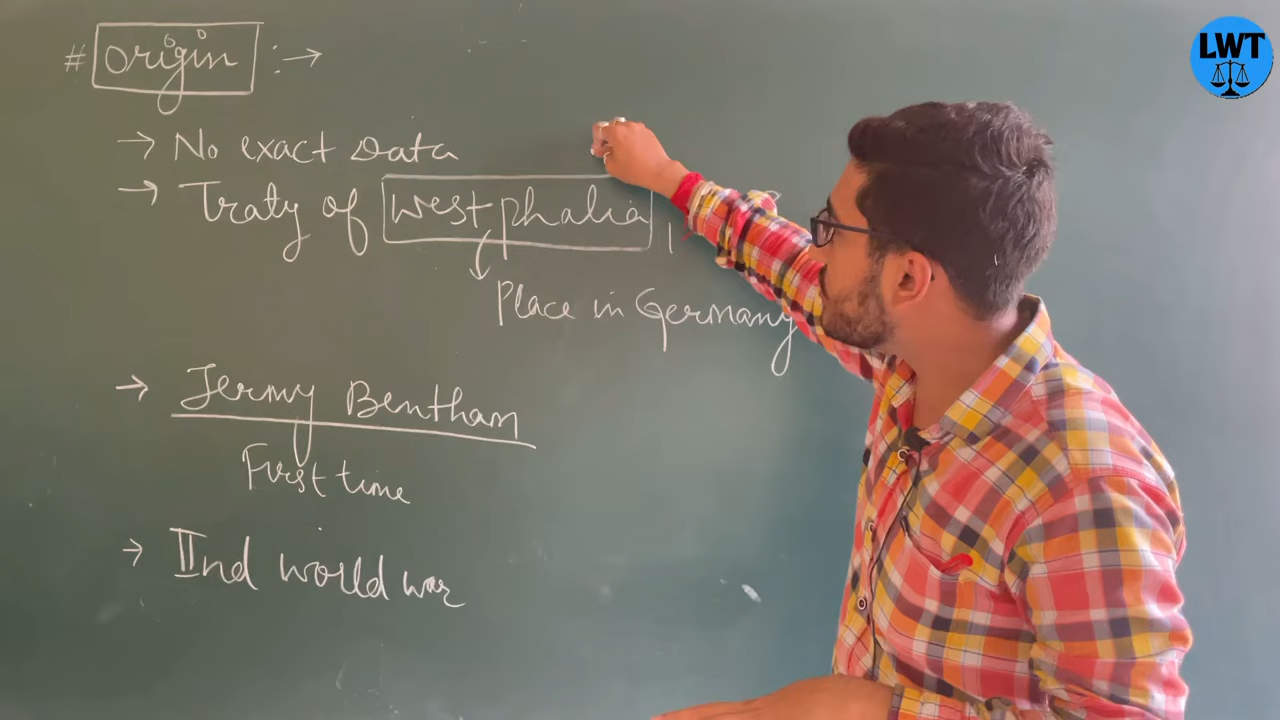 # Origin :→
→ No exact Data
→ Traty of westphalia,
Place in Germany
→ Jermy Bentham
First time
→ IInd world war
LWT